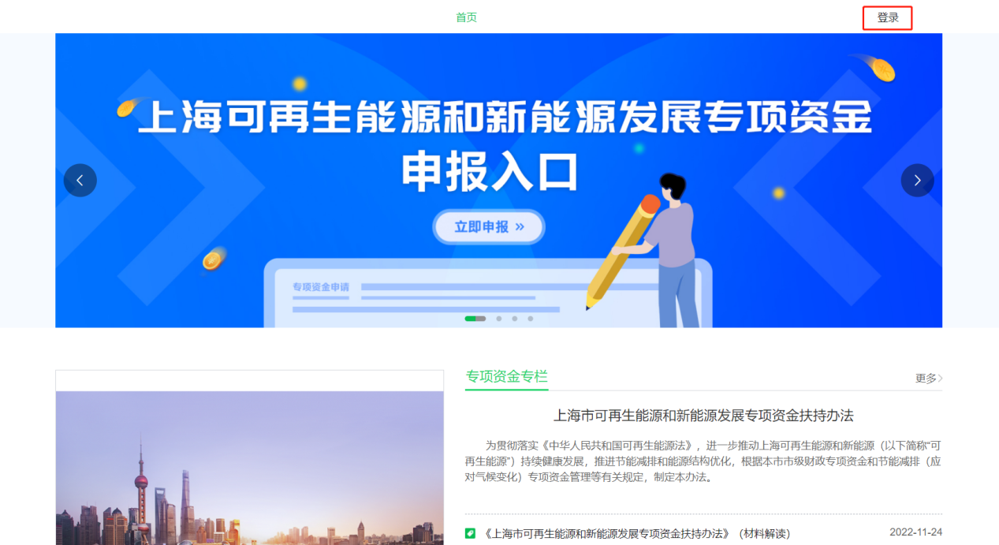 首页
登录
上海可再生能源和新能源发展专项资金
申报入口
立即申报 »
专项资金申请
专项资金专栏
更多>
上海市可再生能源和新能源发展专项资金扶持办法
为贯彻落实《中华人民共和国可再生能源法》，进一步推动上海可再生能源和新能源（以下简称“可
再生能源”）持续健康发展，推进节能减排和能源结构优化，根据本市市级财政专项资金和节能减排（应
对气候变化）专项资金管理等有关规定，制定本办法。
《上海市可再生能源和新能源发展专项资金扶持办法》（材料解读）
2022-11-24